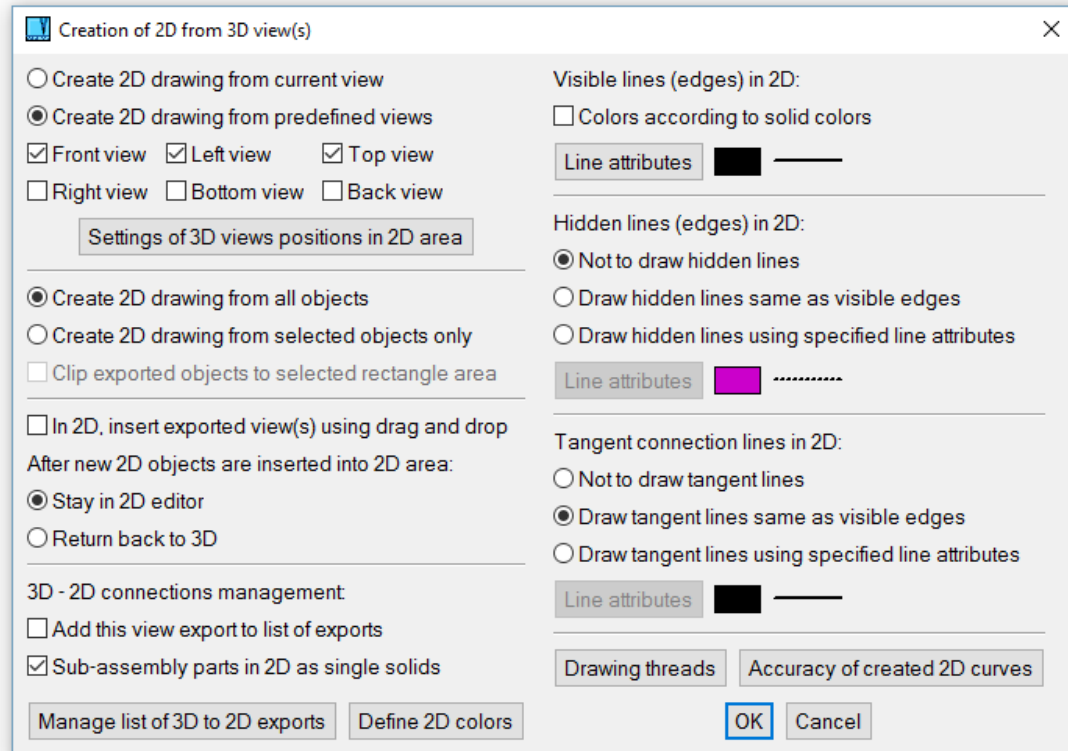 Creation of 2D from 3D view(s)
Create 2D drawing from current view
Create 2D drawing from predefined views
Front view Left view Top view
Right view Bottom view Back view
Settings of 3D views positions in 2D area
Create 2D drawing from all objects
Create 2D drawing from selected objects only
Clip exported objects to selected rectangle area
In 2D, insert exported view(s) using drag and drop
After new 2D objects are inserted into 2D area:
Stay in 2D editor
Return back to 3D
3D - 2D connections management:
Add this view export to list of exports
Sub-assembly parts in 2D as single solids
Manage list of 3D to 2D exports Define 2D colors
Visible lines (edges) in 2D:
Colors according to solid colors
Line attributes
Hidden lines (edges) in 2D:
Not to draw hidden lines
Draw hidden lines same as visible edges
Draw hidden lines using specified line attributes
Line attributes
Tangent connection lines in 2D:
Not to draw tangent lines
Draw tangent lines same as visible edges
Draw tangent lines using specified line attributes
Line attributes
Drawing threads Accuracy of created 2D curves
OK Cancel